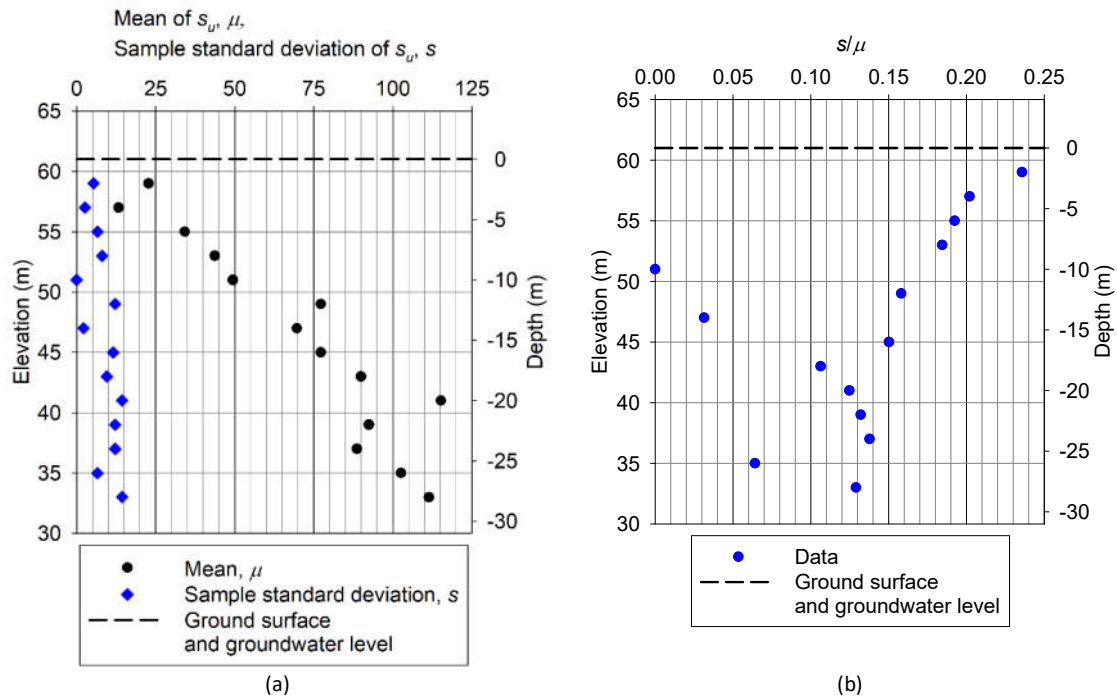 Mean of s_u, μ,
Sample standard deviation of s_u, s
0 25 50 75 100 125
65
60
55
50
45
40
35
30
Elevation (m)
0
-5
-10
-15
-20
-25
-30
Depth (m)
Mean, μ
Sample standard deviation, s
Ground surface
and groundwater level
(a)
s/μ
0.00 0.05 0.10 0.15 0.20 0.25
65
60
55
50
45
40
35
30
Elevation (m)
0
-5
-10
-15
-20
-25
-30
Depth (m)
Data
Ground surface
and groundwater level
(b)